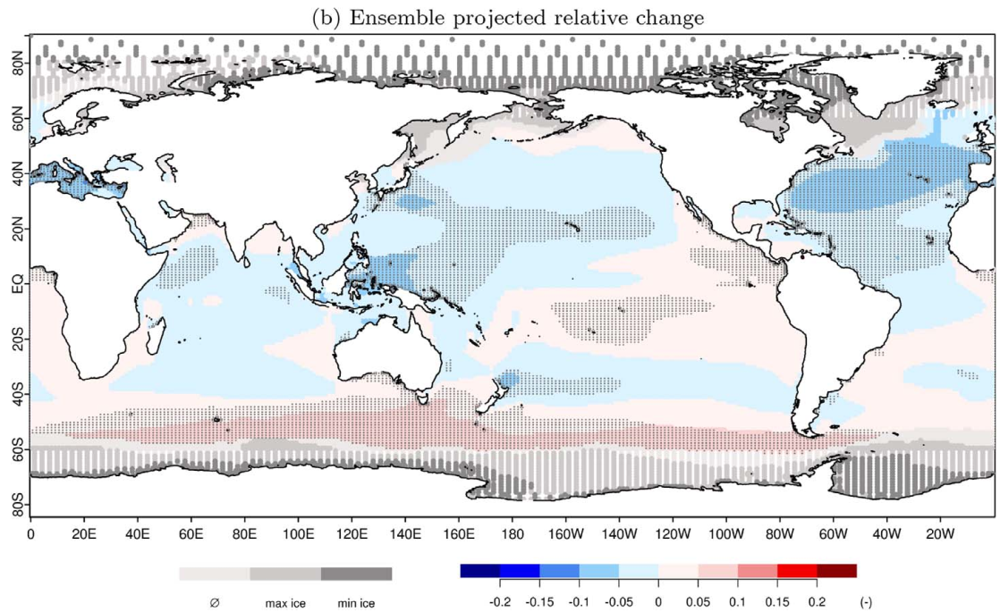 (b) Ensemble projected relative change
80N
60N
40N
20N
EQ
20S
40S
60S
80S
0 20E 40E 60E 80E 100E 120E 140E 160E 180 160W 140W 120W 100W 80W 60W 40W 20W
∅ max ice min ice
-0.2 -0.15 -0.1 -0.05 0 0.05 0.1 0.15 0.2 (-)